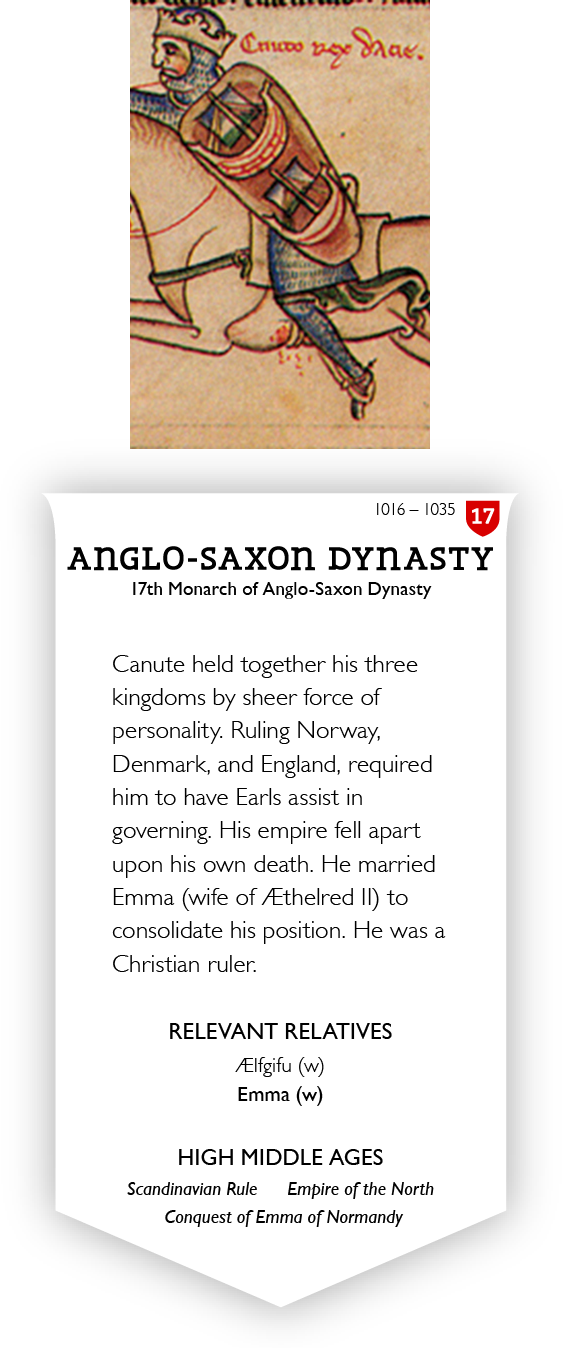 Cnuto rex Dacie.
1016 – 1035 17
ANGLO-SAXON DYNASTY
17th Monarch of Anglo-Saxon Dynasty
Canute held together his three
kingdoms by sheer force of
personality. Ruling Norway,
Denmark, and England, required
him to have Earls assist in
governing. His empire fell apart
upon his own death. He married
Emma (wife of Æthelred II) to
consolidate his position. He was a
Christian ruler.
RELEVANT RELATIVES
Ælfgifu (w)
Emma (w)
HIGH MIDDLE AGES
Scandinavian Rule Empire of the North
Conquest of Emma of Normandy